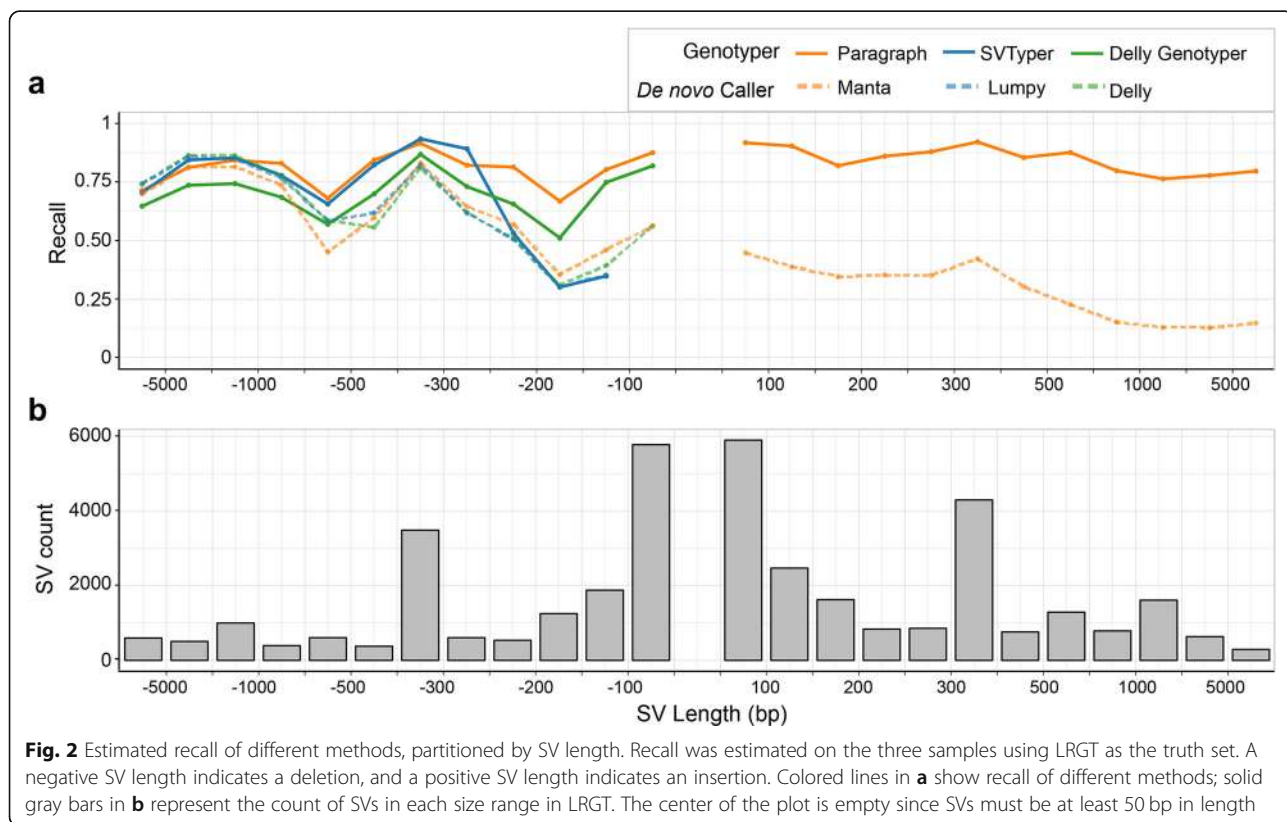 Genotyper Paragraph SVTyper Delly Genotyper
De novo Caller Manta Lumpy Delly
a
1
0.75
0.50
0.25
0
Recall
-5000 -1000 -500 -300 -200 -100 100 200 300 500 1000 5000
b
6000
4000
2000
0
SV count
-5000 -1000 -500 -300 -200 -100 100 200 300 500 1000 5000
SV Length (bp)
Fig. 2 Estimated recall of different methods, partitioned by SV length. Recall was estimated on the three samples using LRGT as the truth set. A
negative SV length indicates a deletion, and a positive SV length indicates an insertion. Colored lines in a show recall of different methods; solid
gray bars in b represent the count of SVs in each size range in LRGT. The center of the plot is empty since SVs must be at least 50 bp in length